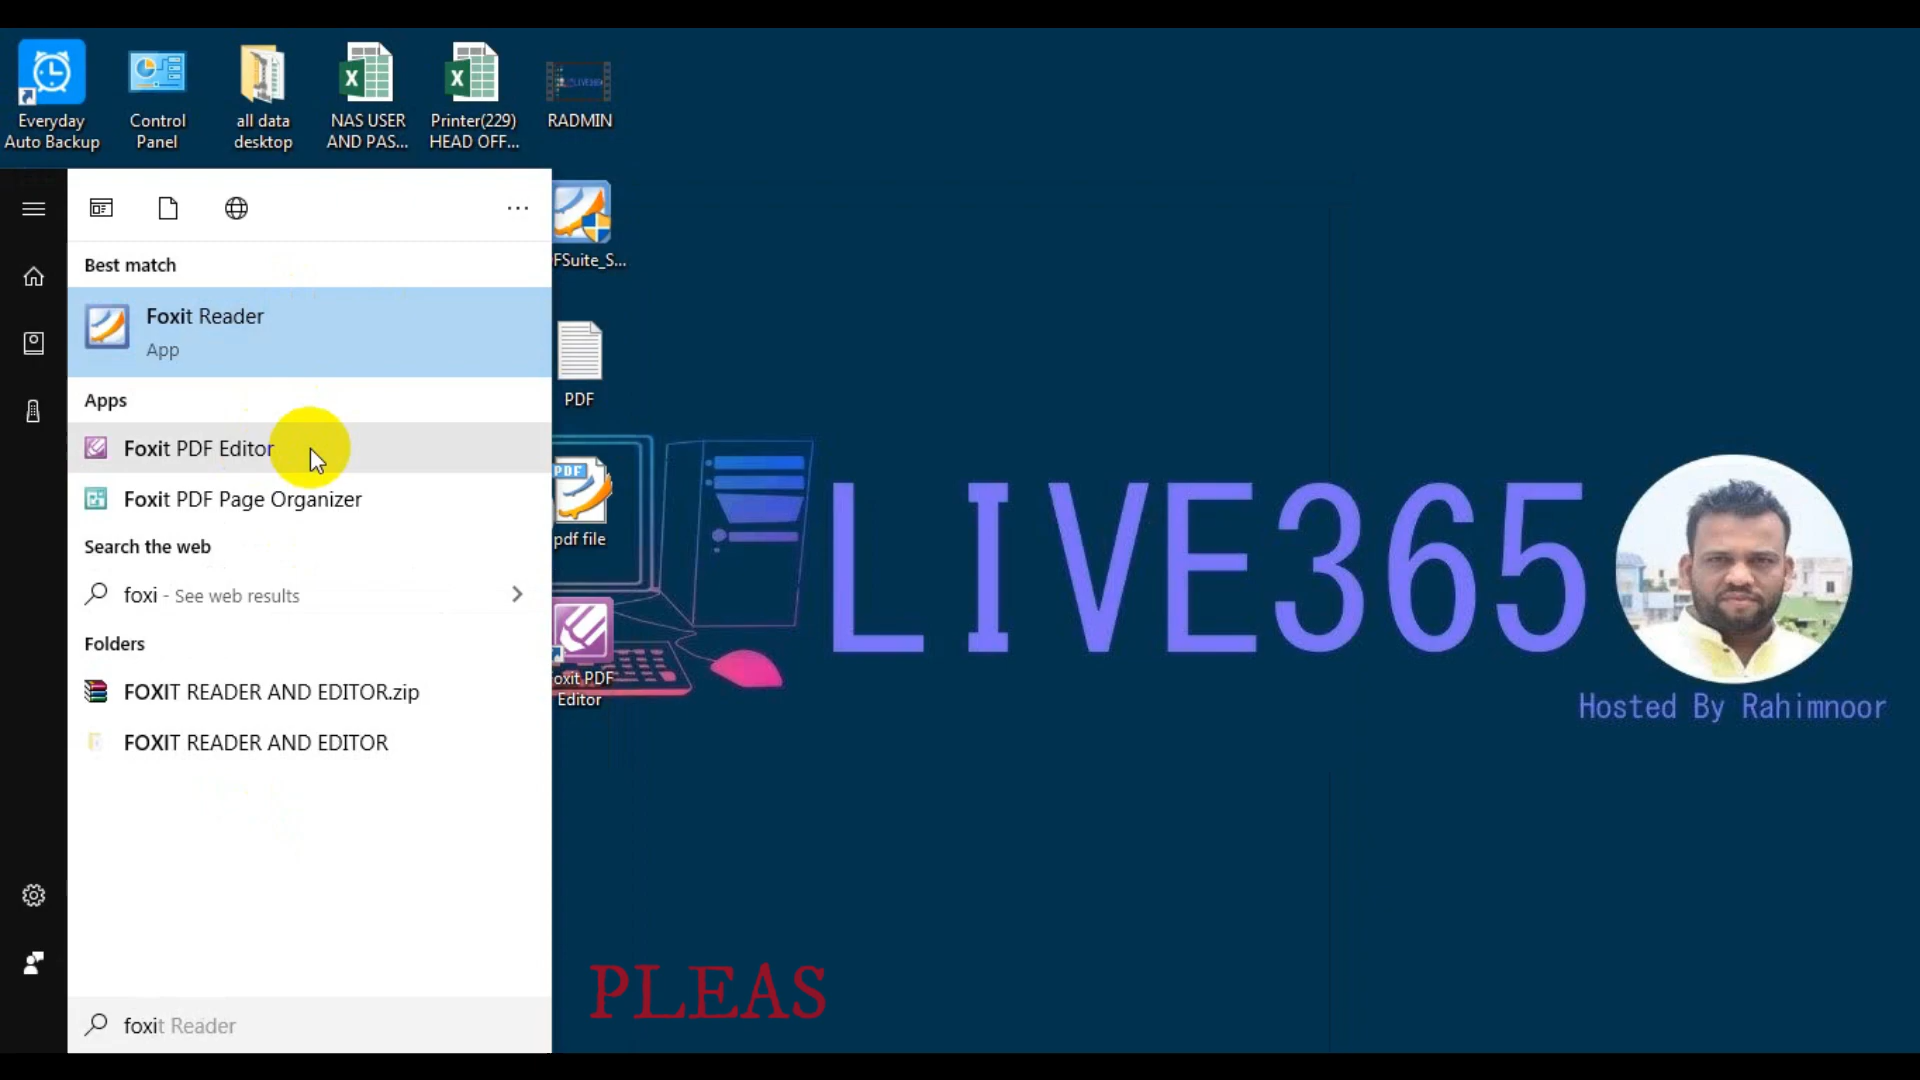 Everyday
Auto Backup
Control
Panel
all data
desktop
NAS USER
AND PAS...
Printer(229)
HEAD OFF...
RADMIN
Best match
Foxit Reader
App
Apps
Foxit PDF Editor
Foxit PDF Page Organizer
Search the web
foxi - See web results
Folders
FOXIT READER AND EDITOR.zip
FOXIT READER AND EDITOR
foxit Reader
FSuite_S...
PDF
PDF
pdf file
oxit PDF
Editor
LIVE365
Hosted By Rahimnoor
PLEAS